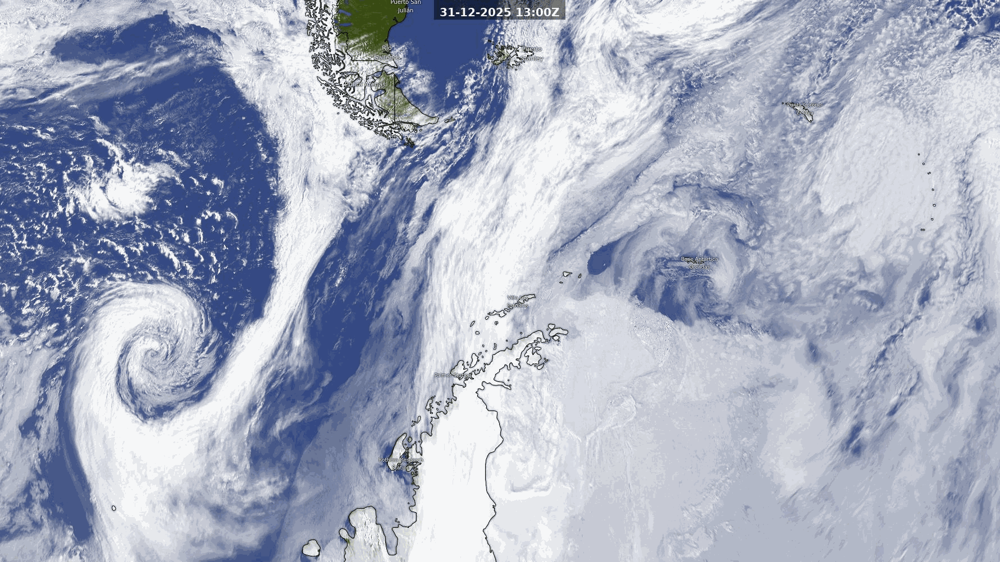 Puerto San
Julián
31-12-2025 13:00Z
Río
Gallegos
Puerto
Stanley
Punta Arenas
Punta Coronel
Zelaya
Base Antártica
Orcadas
Villa Las
Estrellas
Palmer Station
Rothera Research
Station